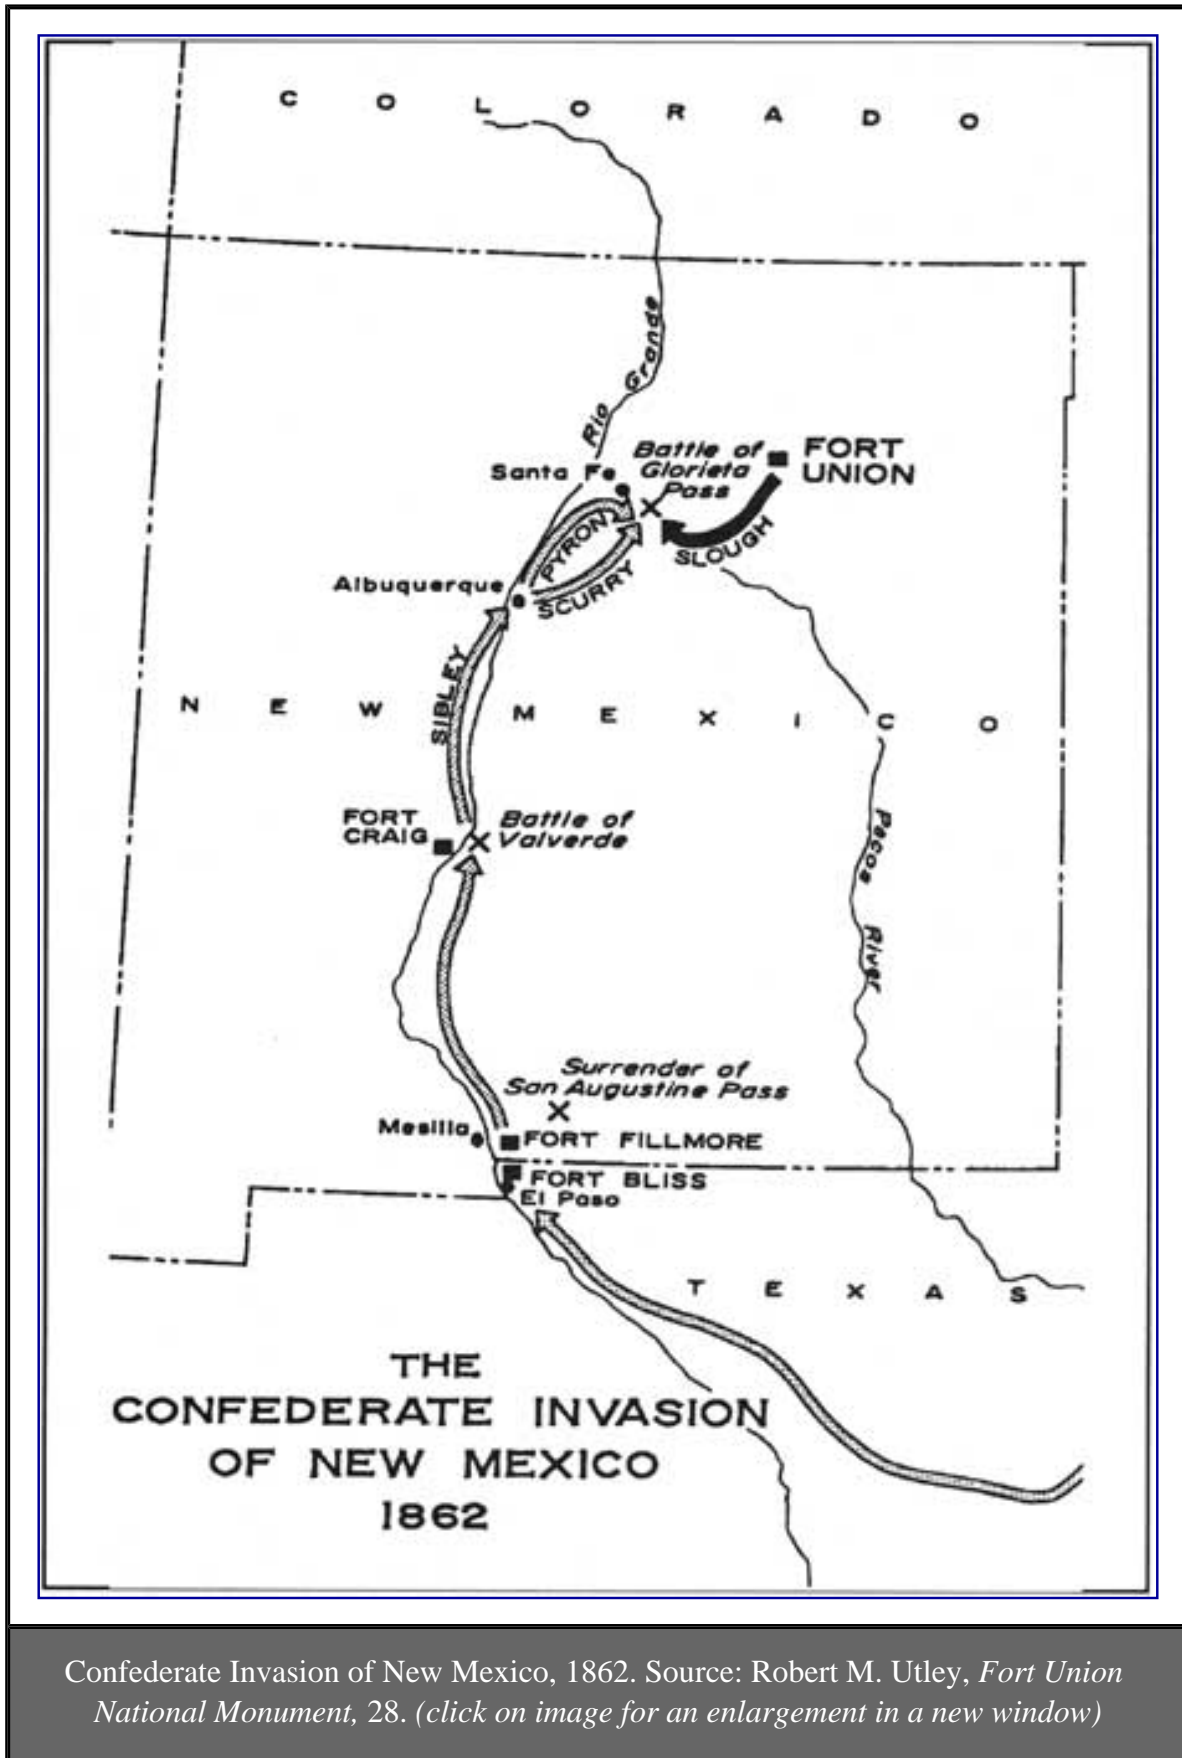 COLORADO
Rio Grande
Battle of
Glorieta
Pass
FORT
UNION
Santa Fe
PYRON
SCURRY
SLOUGH
Albuquerque
SIBLEY
NEW MEXICO
FORT
CRAIG
Battle of
Valverde
Pecos River
Surrender of
San Augustine Pass
Mesilla
FORT FILLMORE
FORT BLISS
El Paso
TEXAS
THE
CONFEDERATE INVASION
OF NEW MEXICO
1862
Confederate Invasion of New Mexico, 1862. Source: Robert M. Utley, Fort Union
National Monument, 28. (click on image for an enlargement in a new window)